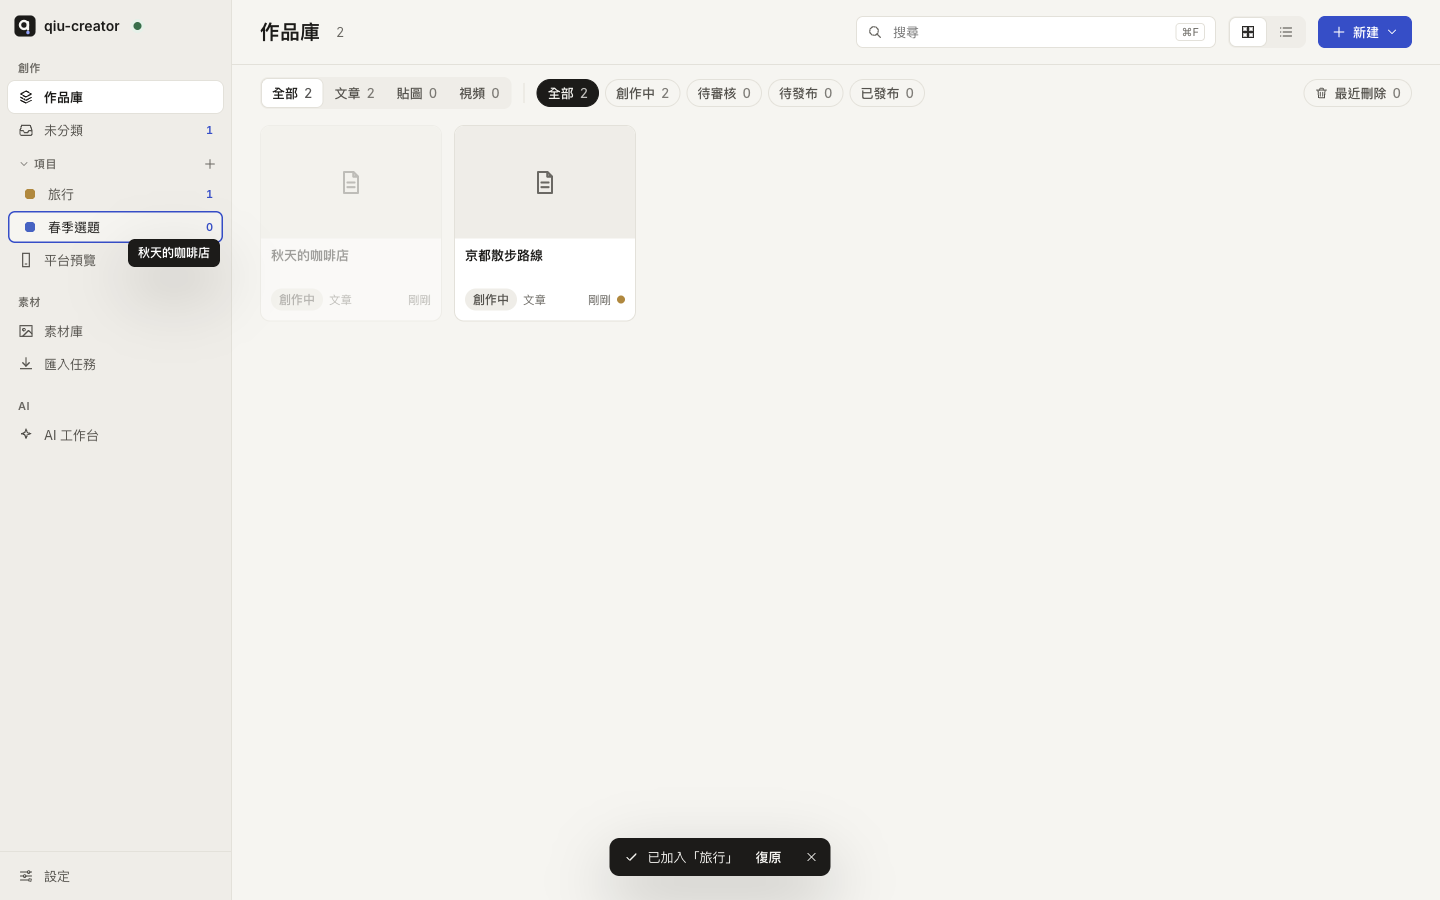 qiu-creator
創作
作品庫
未分類 1
項目
旅行 1
春季選題 0
秋天的咖啡店
平台預覽
素材
素材庫
匯入任務
AI
AI 工作台
設定
作品庫 2
搜尋 ⌘F
新建
全部 2 文章 2 貼圖 0 視頻 0
全部 2 創作中 2 待審核 0 待發布 0 已發布 0
最近刪除 0
秋天的咖啡店
創作中 文章 剛剛
京都散步路線
創作中 文章 剛剛
已加入「旅行」 復原